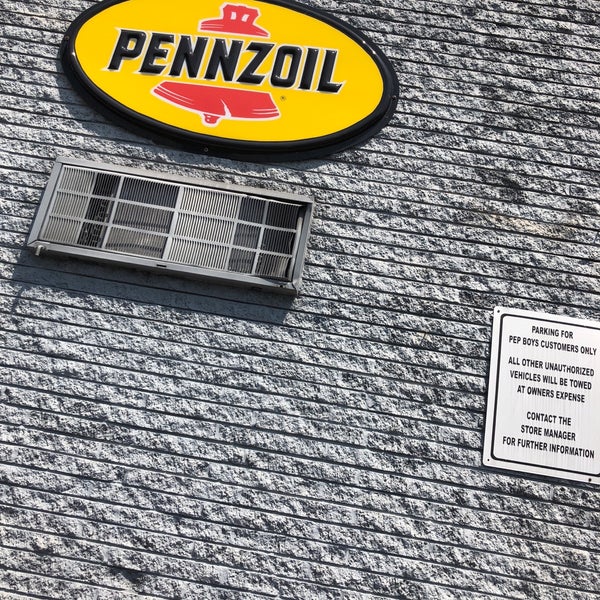 PENNZOIL
®
PARKING FOR
PEP BOYS CUSTOMERS ONLY
ALL OTHER UNAUTHORIZED
VEHICLES WILL BE TOWED
AT OWNERS EXPENSE
CONTACT THE
STORE MANAGER
FOR FURTHER INFORMATION